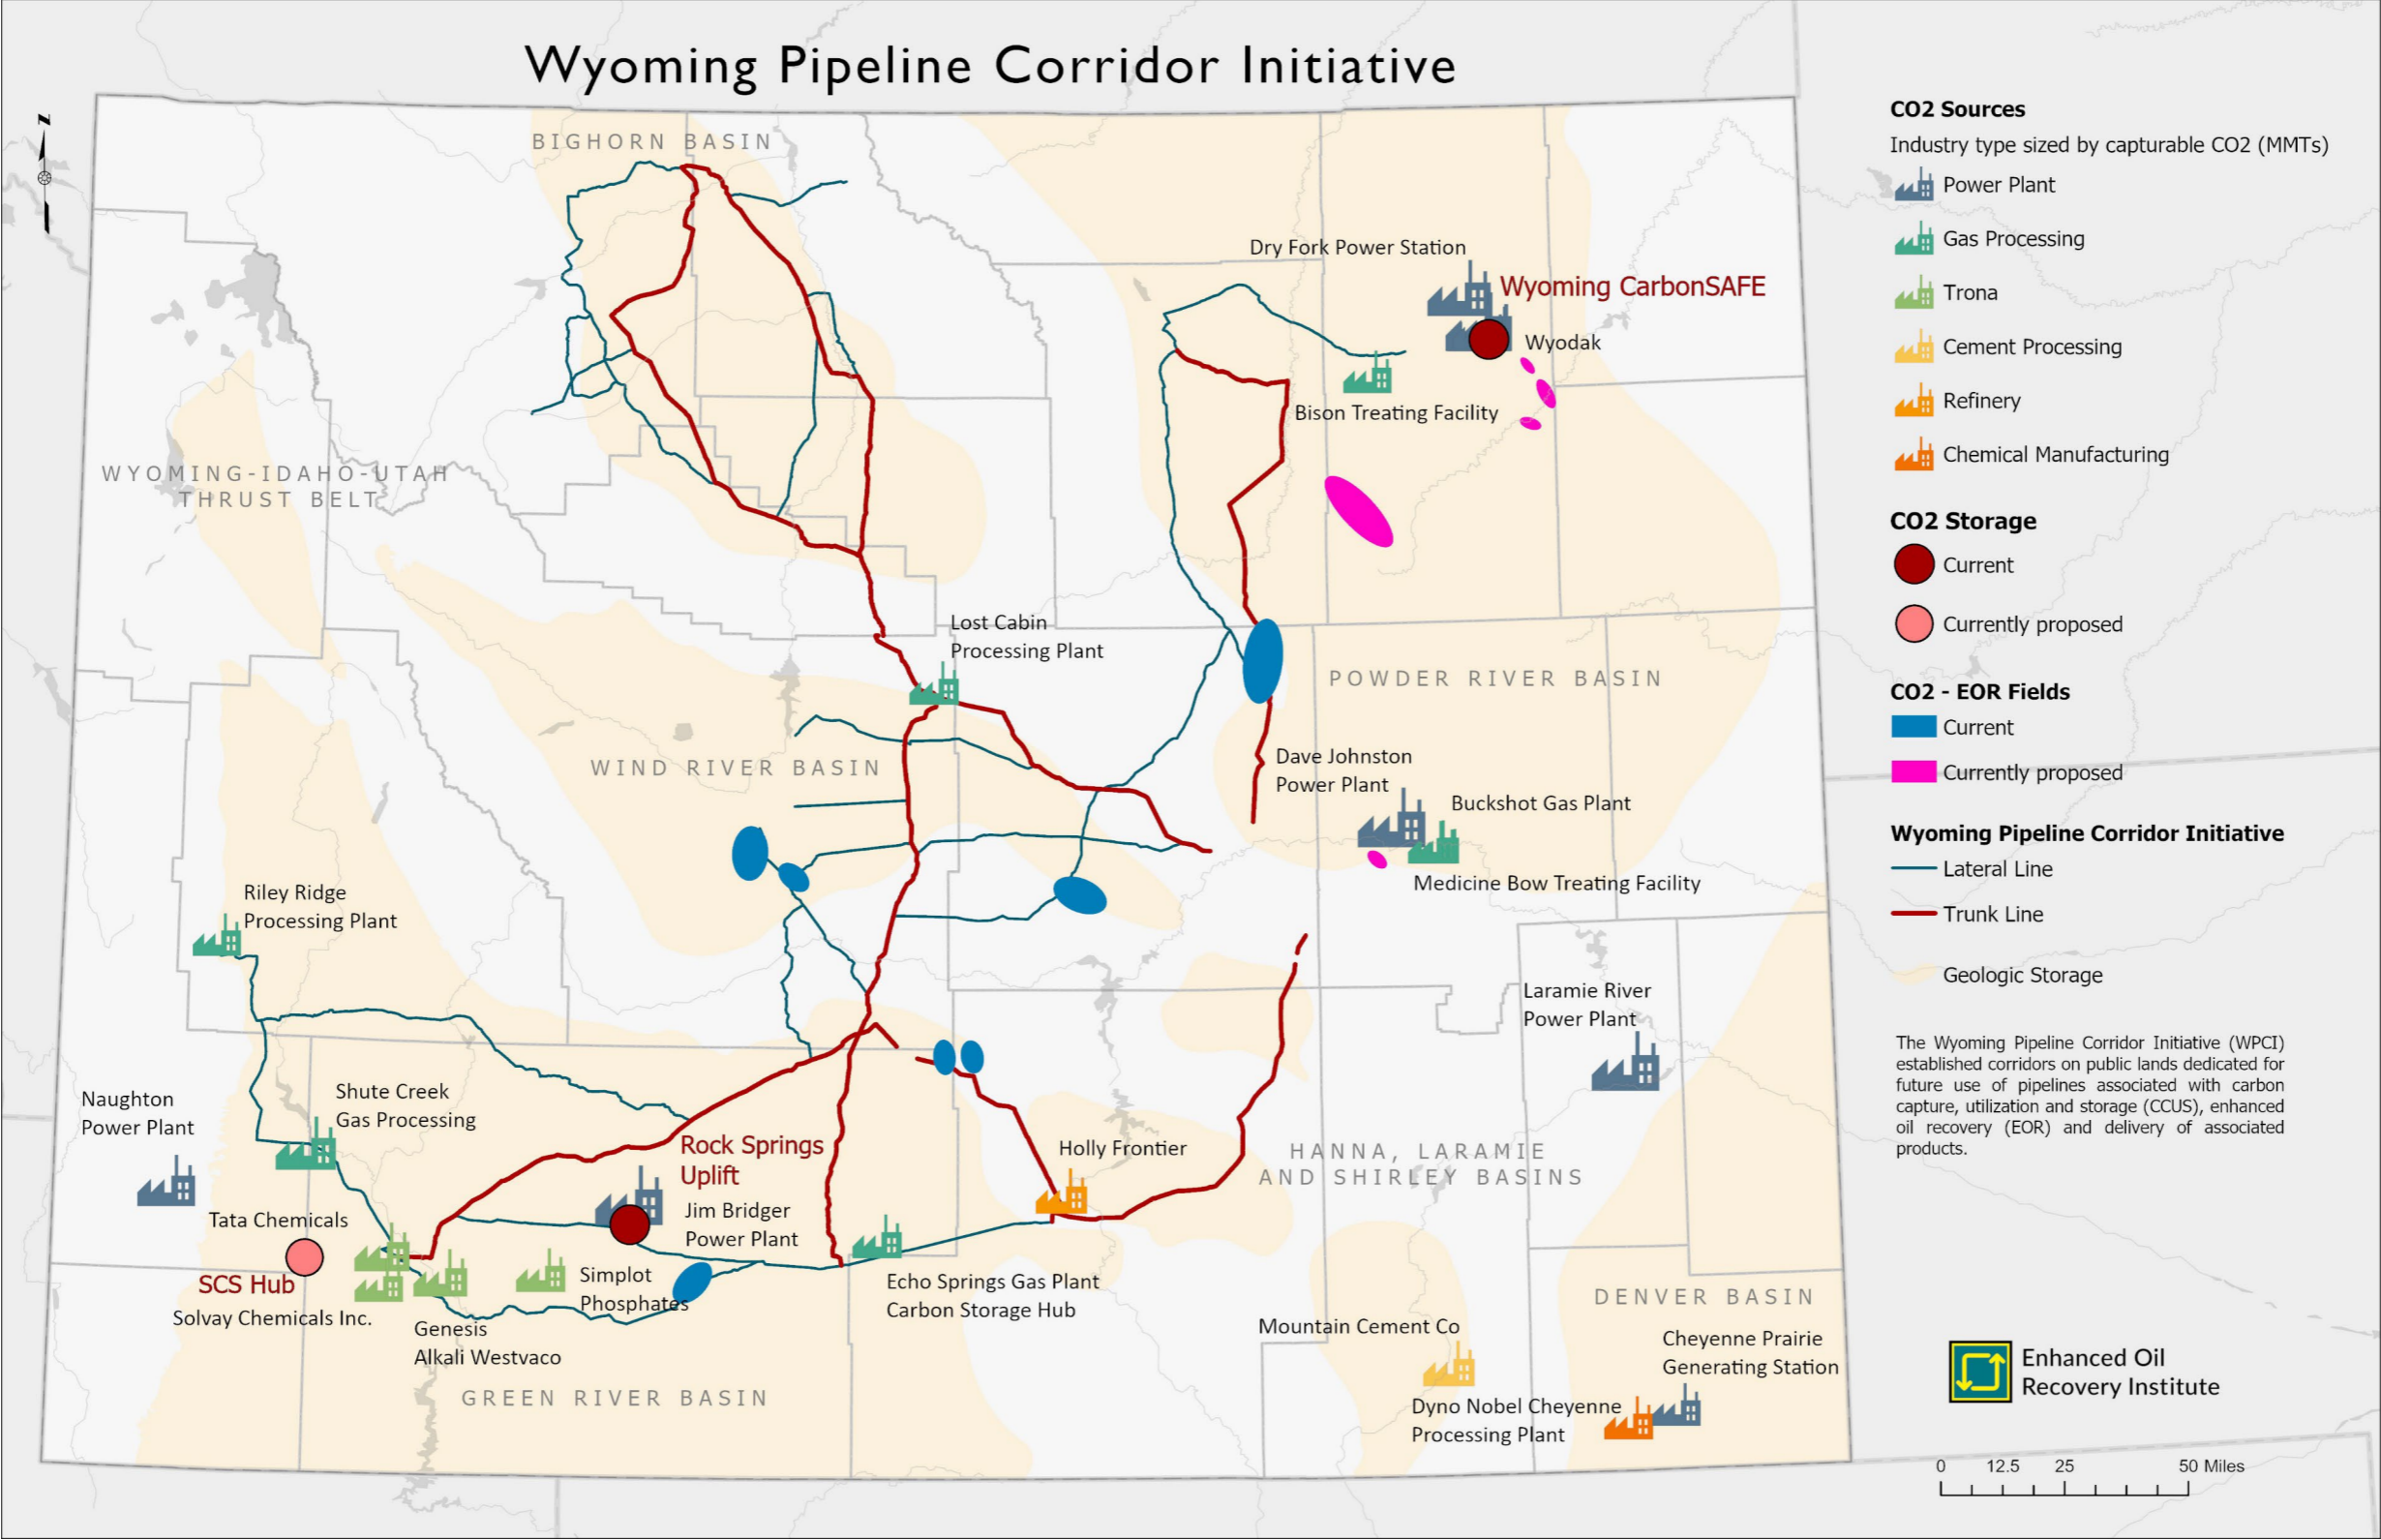 Wyoming Pipeline Corridor Initiative
N
BIGHORN BASIN
Dry Fork Power Station
Wyoming CarbonSAFE
Wyodak
Bison Treating Facility
WYOMING-IDAHO-UTAH
THRUST BELT
Lost Cabin
Processing Plant
POWDER RIVER BASIN
WIND RIVER BASIN
Dave Johnston
Power Plant
Buckshot Gas Plant
Medicine Bow Treating Facility
Riley Ridge
Processing Plant
Laramie River
Power Plant
Naughton
Power Plant
Shute Creek
Gas Processing
Rock Springs
Uplift
Jim Bridger
Power Plant
Holly Frontier
HANNA, LARAMIE
AND SHIRLEY BASINS
Tata Chemicals
SCS Hub
Solvay Chemicals Inc.
Simplot
Phosphates
Genesis
Alkali Westvaco
Echo Springs Gas Plant
Carbon Storage Hub
GREEN RIVER BASIN
DENVER BASIN
Mountain Cement Co
Cheyenne Prairie
Generating Station
Dyno Nobel Cheyenne
Processing Plant
CO2 Sources
Industry type sized by capturable CO2 (MMTs)
Power Plant
Gas Processing
Trona
Cement Processing
Refinery
Chemical Manufacturing
CO2 Storage
Current
Currently proposed
CO2 - EOR Fields
Current
Currently proposed
Wyoming Pipeline Corridor Initiative
Lateral Line
Trunk Line
Geologic Storage
The Wyoming Pipeline Corridor Initiative (WPCI)
established corridors on public lands dedicated for
future use of pipelines associated with carbon
capture, utilization and storage (CCUS), enhanced
oil recovery (EOR) and delivery of associated
products.
Enhanced Oil
Recovery Institute
0 12.5 25 50 Miles